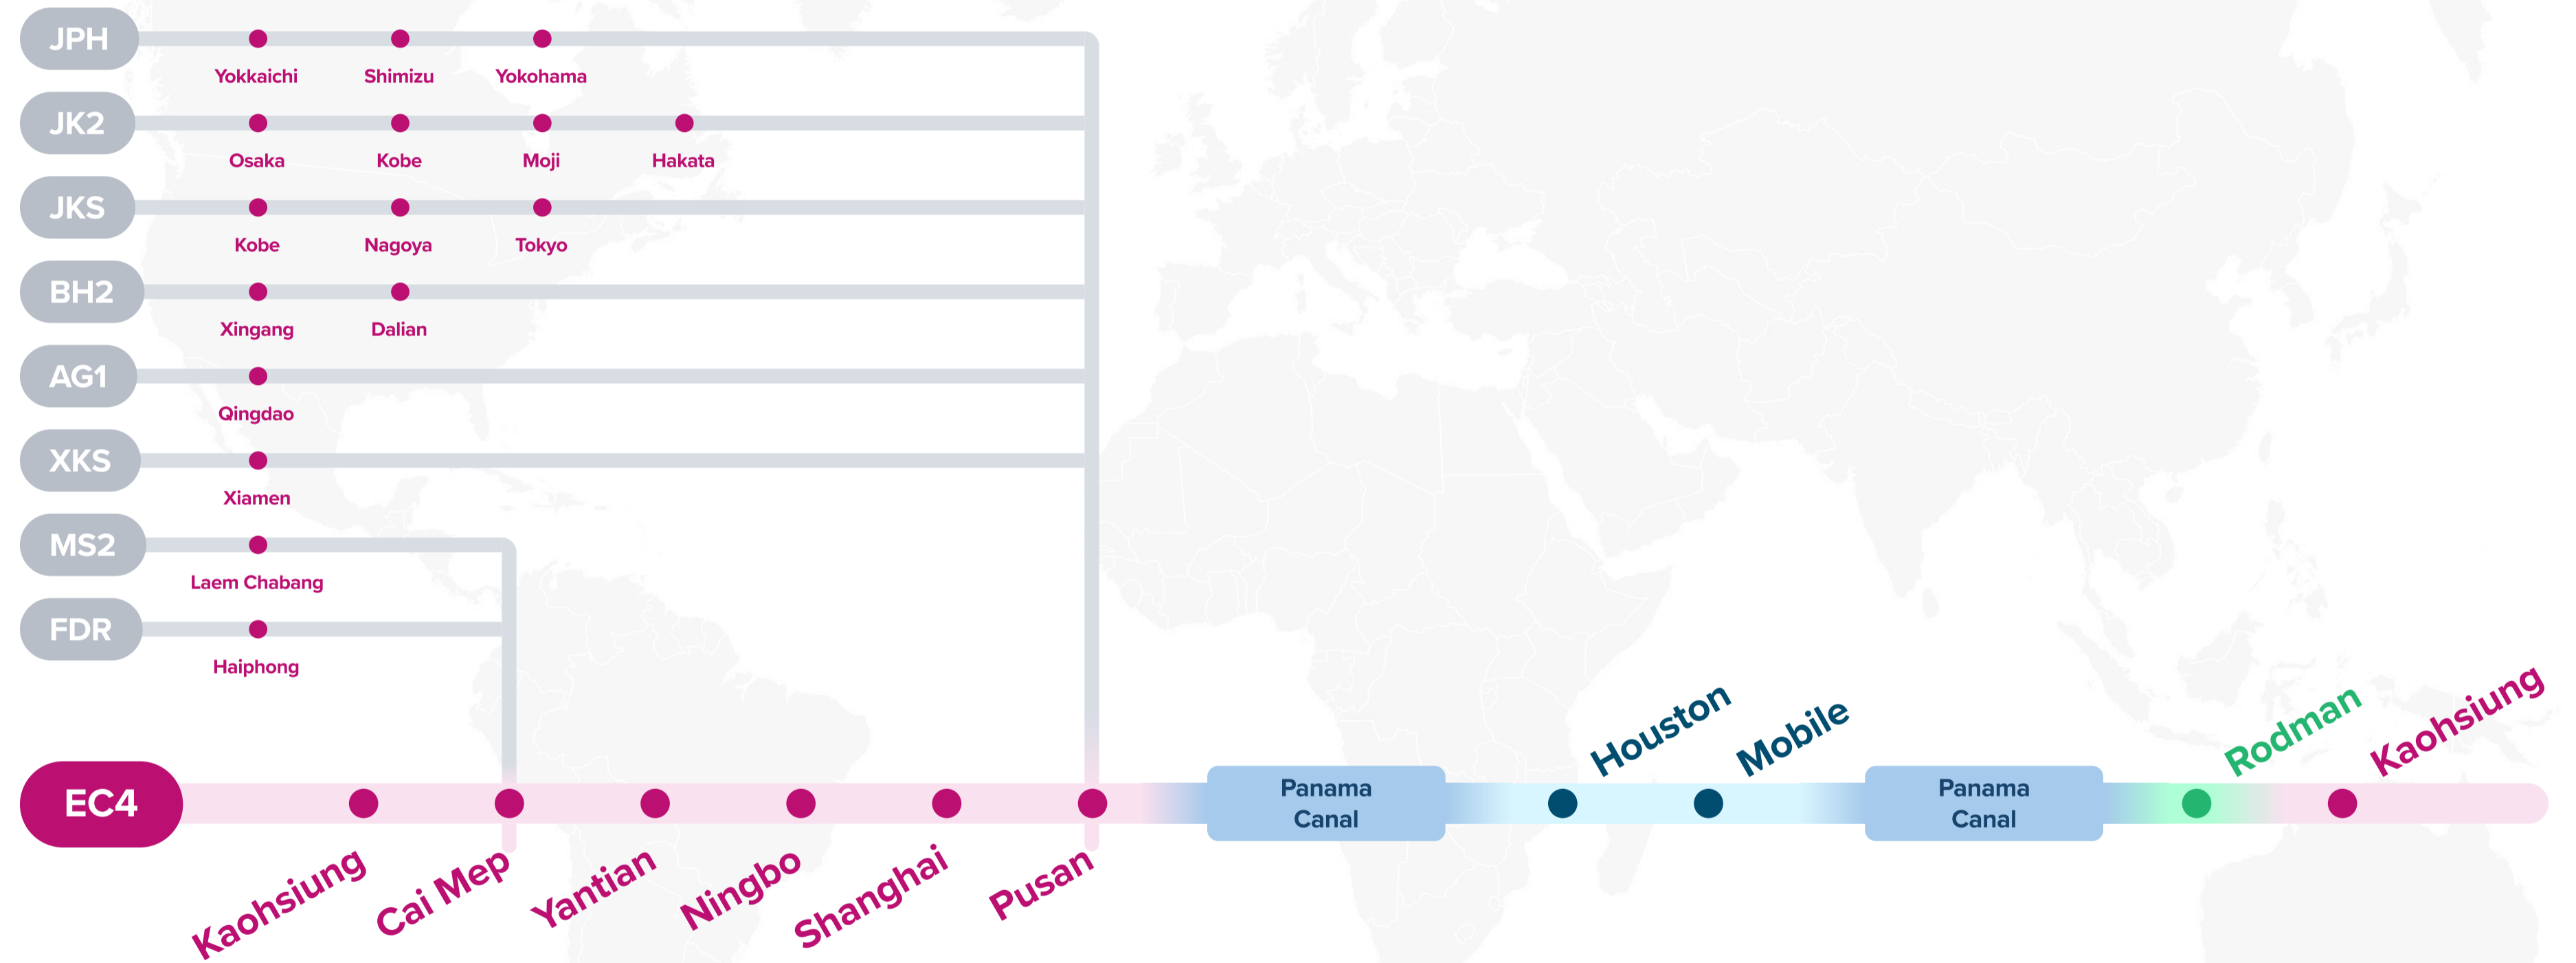 JPH
Yokkaichi Shimizu Yokohama
JK2
Osaka Kobe Moji Hakata
JKS
Kobe Nagoya Tokyo
BH2
Xingang Dalian
AG1
Qingdao
XKS
Xiamen
MS2
Laem Chabang
FDR
Haiphong
EC4
Kaohsiung
Cai Mep
Yantian
Ningbo
Shanghai
Pusan
Panama
Canal
Houston
Mobile
Panama
Canal
Rodman
Kaohsiung